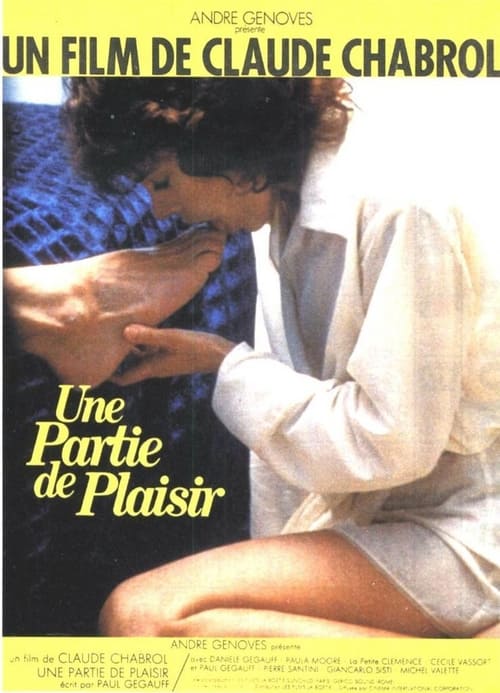 ANDRE GENOVES
présente
UN FILM DE CLAUDE CHABROL
Une
Partie
de Plaisir
ANDRE GENOVES présente
un film de CLAUDE CHABROL
UNE PARTIE DE PLAISIR
écrit par PAUL GEGAUFF
avec DANIELE GEGAUFF - PAULA MOORE - La Petite CLEMENCE - CECILE VASSORT
et PAUL GEGAUFF - PIERRE SANTINI - GIANCARLO SISTI - MICHEL VALETTE